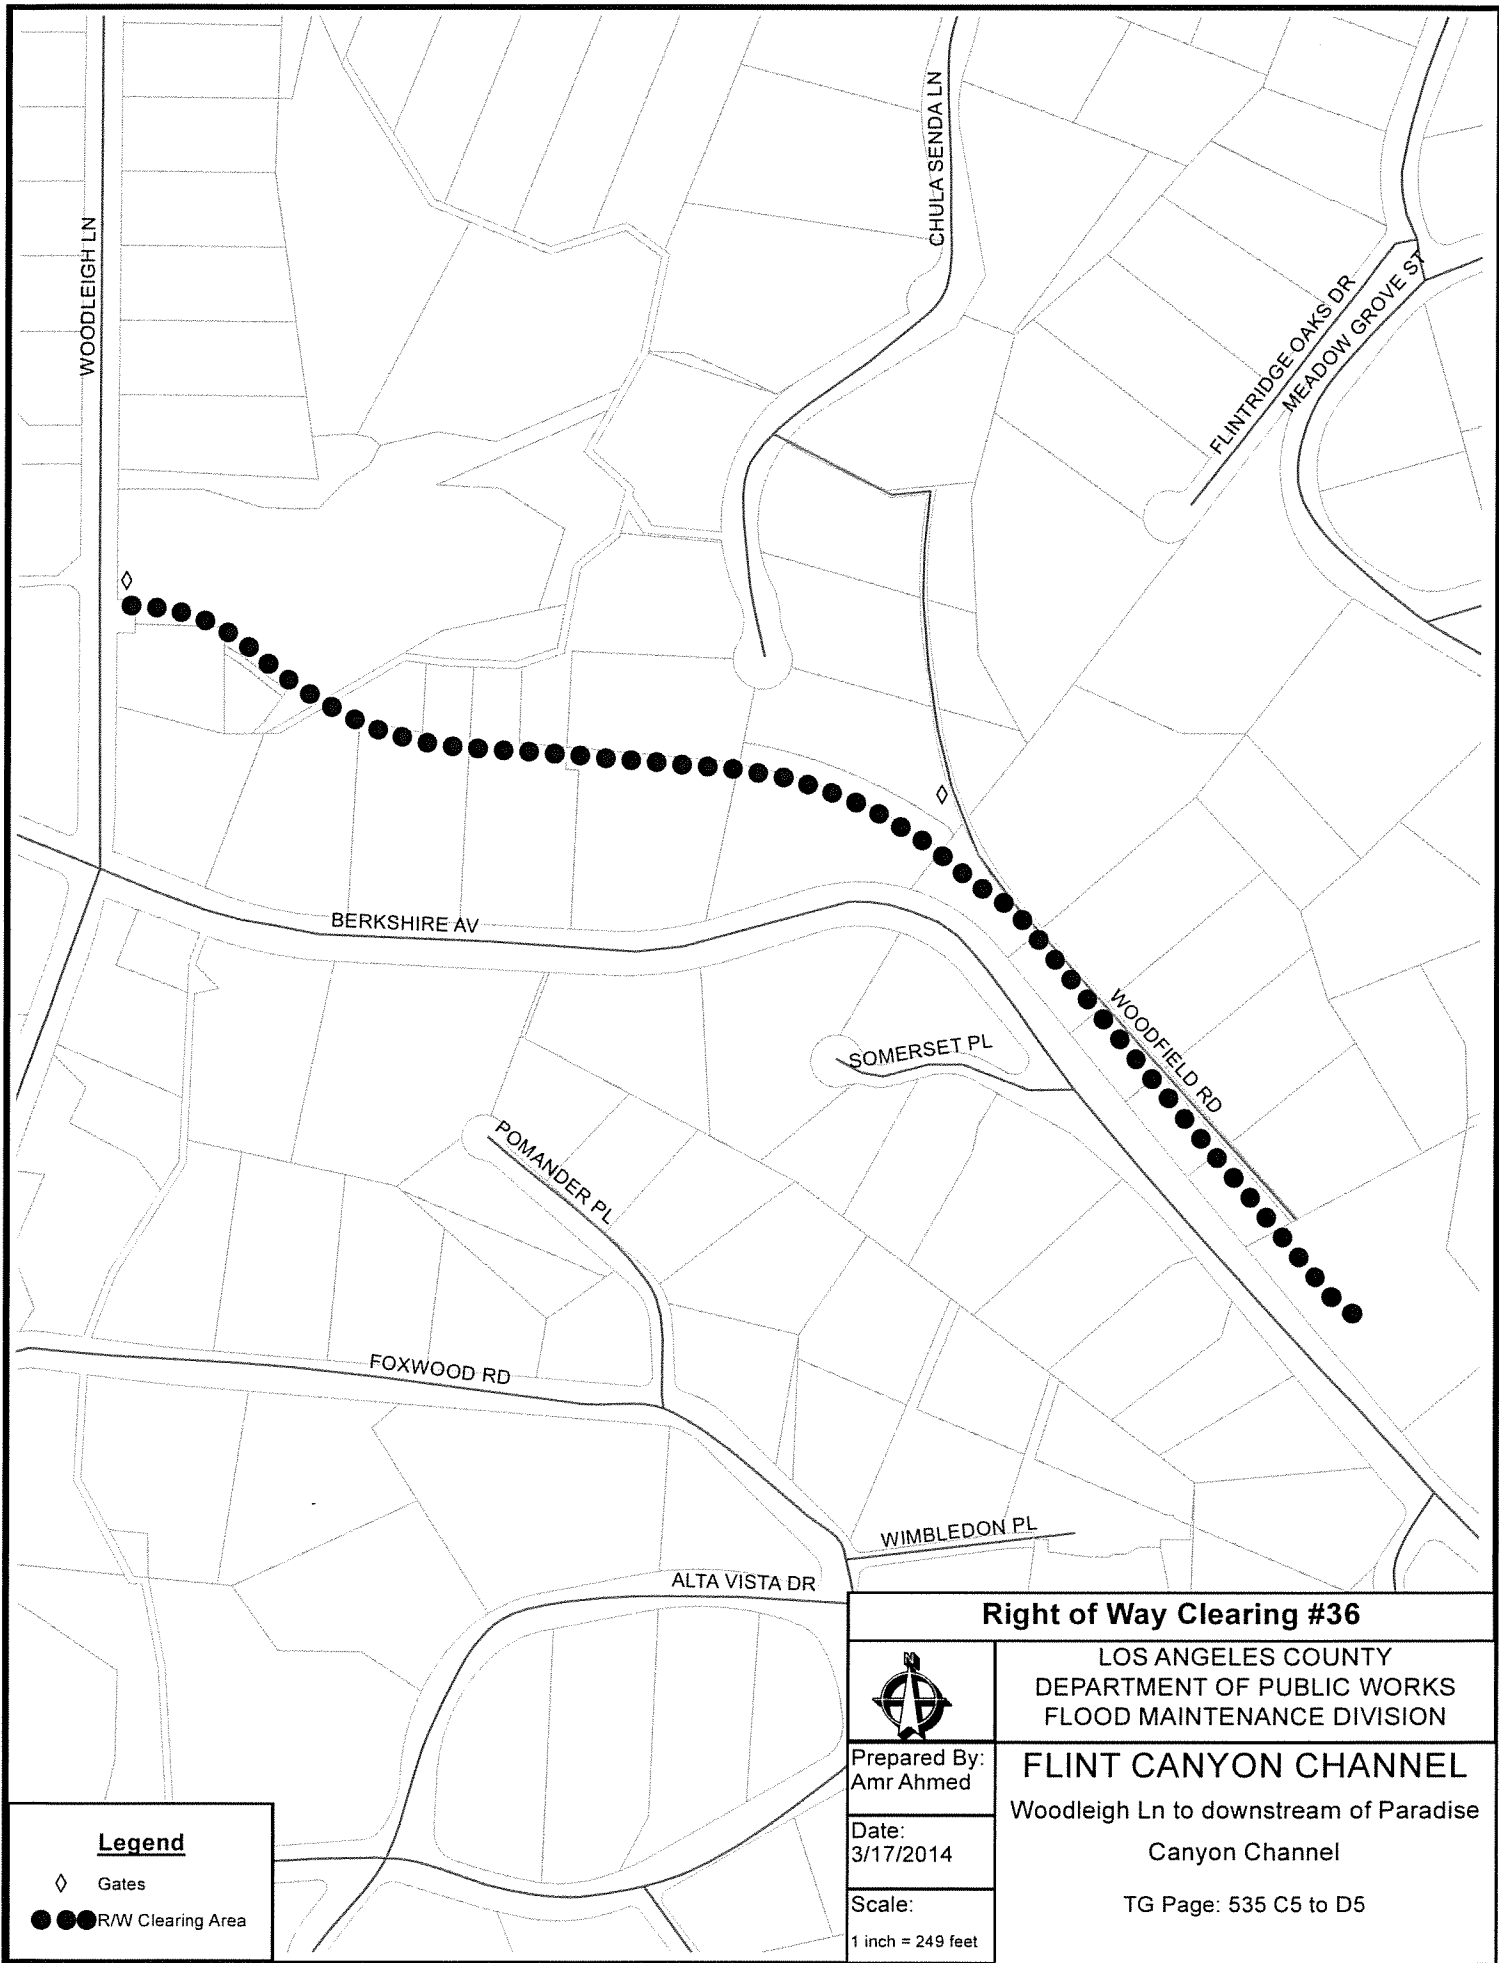 WOODLEIGH LN
CHULA SENDA LN
FLINTRIDGE OAKS DR
MEADOW GROVE ST
BERKSHIRE AV
WOODFIELD RD
SOMERSET PL
POMANDER PL
FOXWOOD RD
WIMBLEDON PL
ALTA VISTA DR
Right of Way Clearing #36
N
LOS ANGELES COUNTY
DEPARTMENT OF PUBLIC WORKS
FLOOD MAINTENANCE DIVISION
Prepared By:
Amr Ahmed
FLINT CANYON CHANNEL
Woodleigh Ln to downstream of Paradise
Canyon Channel
Date:
3/17/2014
TG Page: 535 C5 to D5
Scale:
1 inch = 249 feet
Legend
Gates
R/W Clearing Area